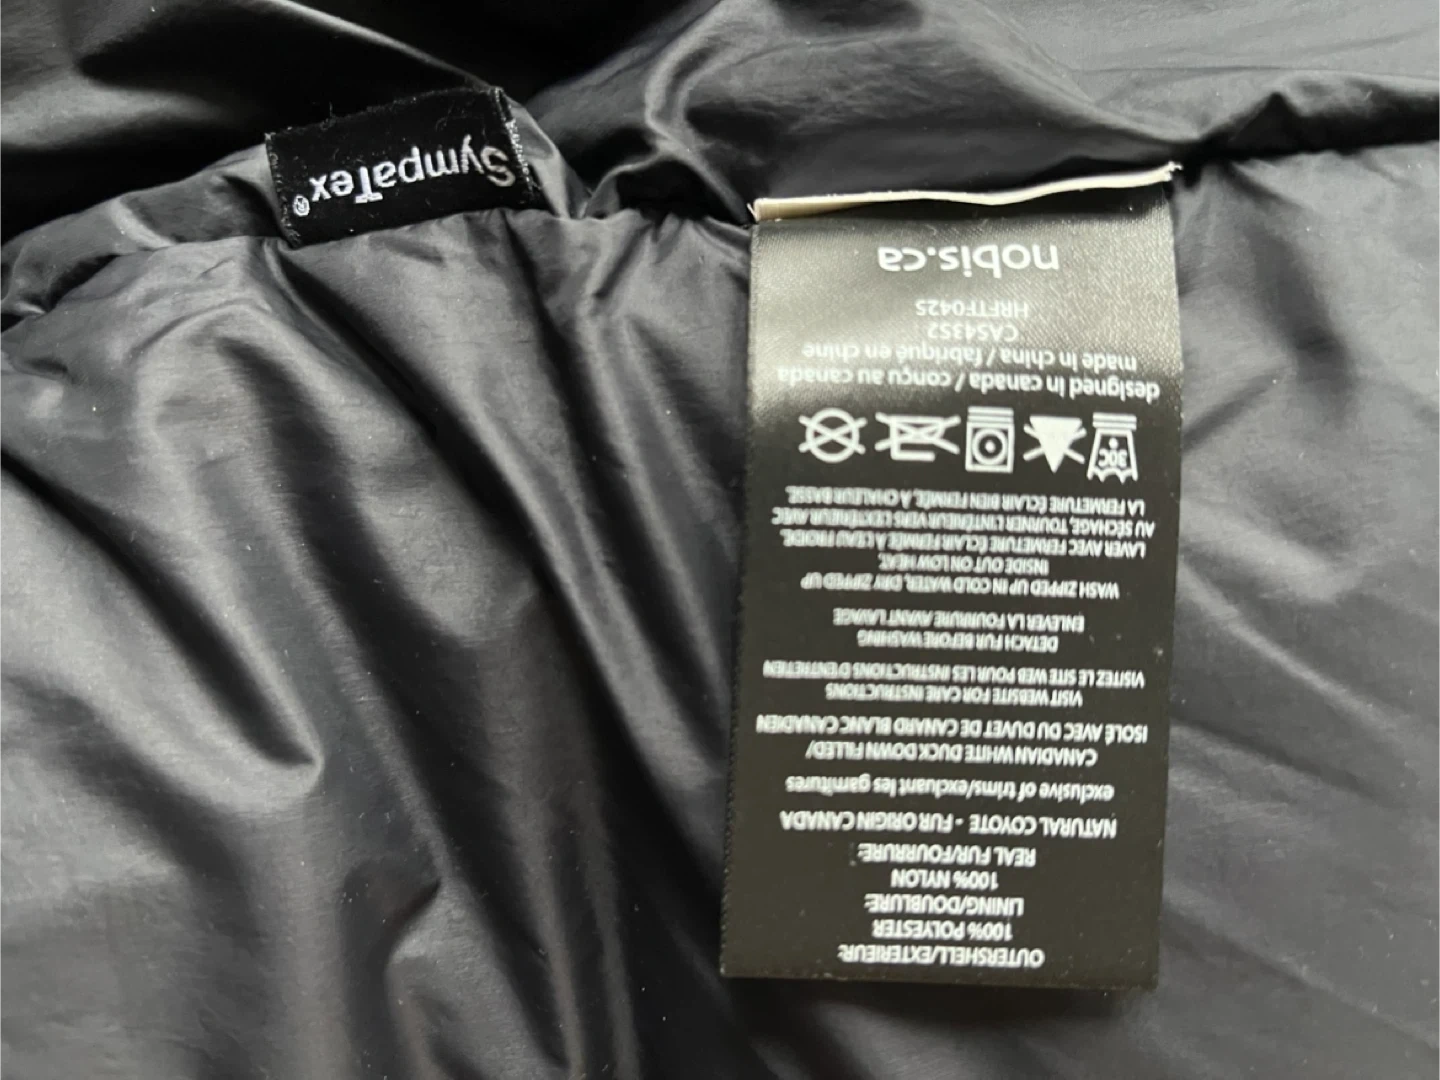 OUTERSHELL/EXTERIEUR:
100% POLYESTER
LINING/DOUBLURE:
100% NYLON
REAL FUR/FOURRURE:
NATURAL COYOTE - FUR ORIGIN CANADA
exclusive of trims/excluant les garnitures
CANADIAN WHITE DUCK DOWN FILLED/
ISOLÉ AVEC DU DUVET DE CANARD BLANC CANADIEN
VISIT WEBSITE FOR CARE INSTRUCTIONS
VISITEZ LE SITE WEB POUR LES INSTRUCTIONS D'ENTRETIEN
DETACH FUR BEFORE WASHING
ENLEVER LA FOURRURE AVANT LAVAGE
WASH ZIPPED UP IN COLD WATER, DRY ZIPPED UP
INSIDE OUT ON LOW HEAT.
LAVER AVEC FERMETURE ÉCLAIR FERMÉE À L'EAU FROIDE.
AU SÉCHAGE, TOURNER L'INTÉRIEUR VERS L'EXTÉRIEUR AVEC
LA FERMETURE ÉCLAIR BIEN FERMÉE, À CHALEUR BASSE.
30C
designed in canada / conçu au canada
made in china / fabriqué en chine
CA54352
HRFTF042S
nobis.ca
SympaTex®